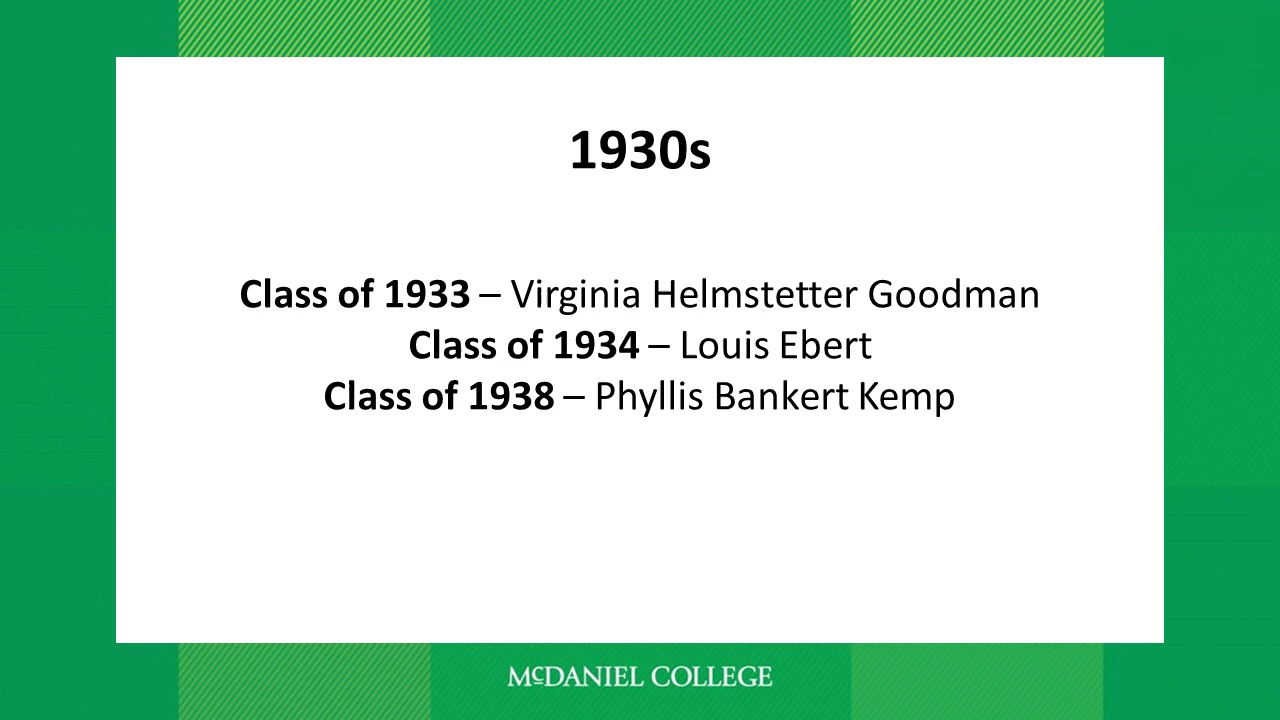 1930s
Class of 1933 – Virginia Helmstetter Goodman
Class of 1934 – Louis Ebert
Class of 1938 – Phyllis Bankert Kemp
McDANIEL COLLEGE